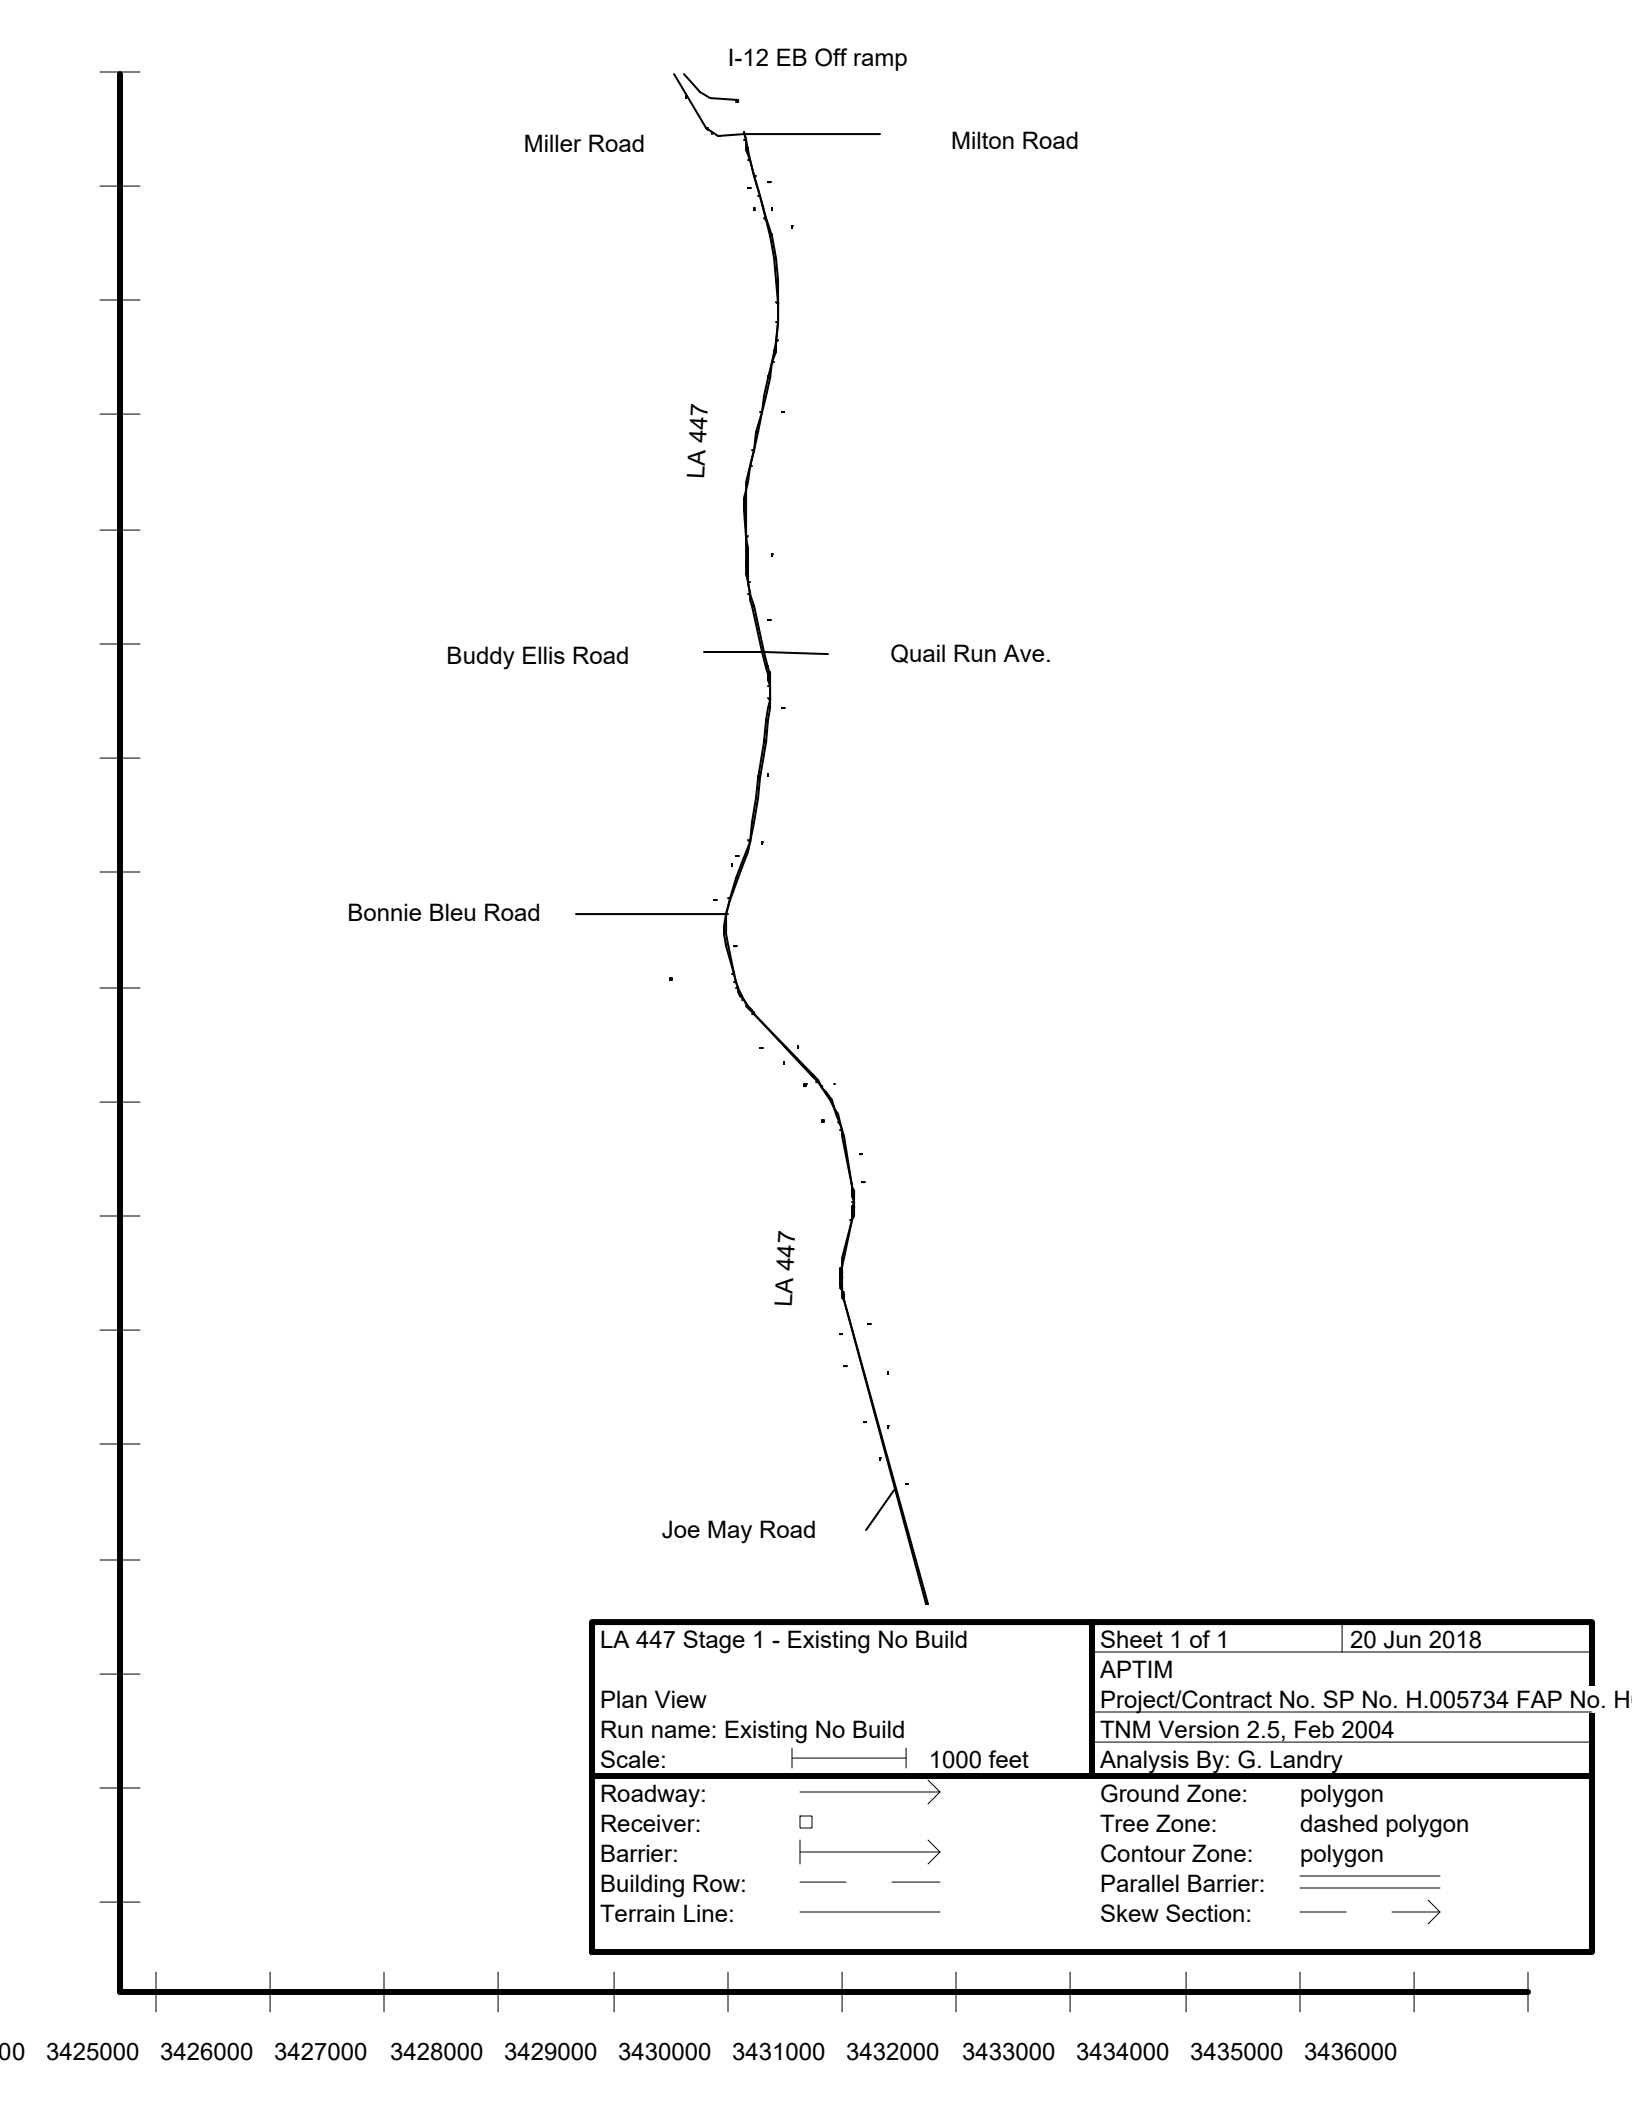 I-12 EB Off ramp
Miller Road
Milton Road
LA 447
Buddy Ellis Road
Quail Run Ave.
Bonnie Bleu Road
LA 447
Joe May Road
LA 447 Stage 1 - Existing No Build
Sheet 1 of 1
20 Jun 2018
APTIM
Plan View
Project/Contract No. SP No. H.005734 FAP No.
Run name: Existing No Build
TNM Version 2.5, Feb 2004
Scale:
1000 feet
Analysis By: G. Landry
Roadway:
Ground Zone:
polygon
Receiver:
Tree Zone:
dashed polygon
Barrier:
Contour Zone:
polygon
Building Row:
Parallel Barrier:
Terrain Line:
Skew Section:
00 3425000 3426000 3427000 3428000 3429000 3430000 3431000 3432000 3433000 3434000 3435000 3436000